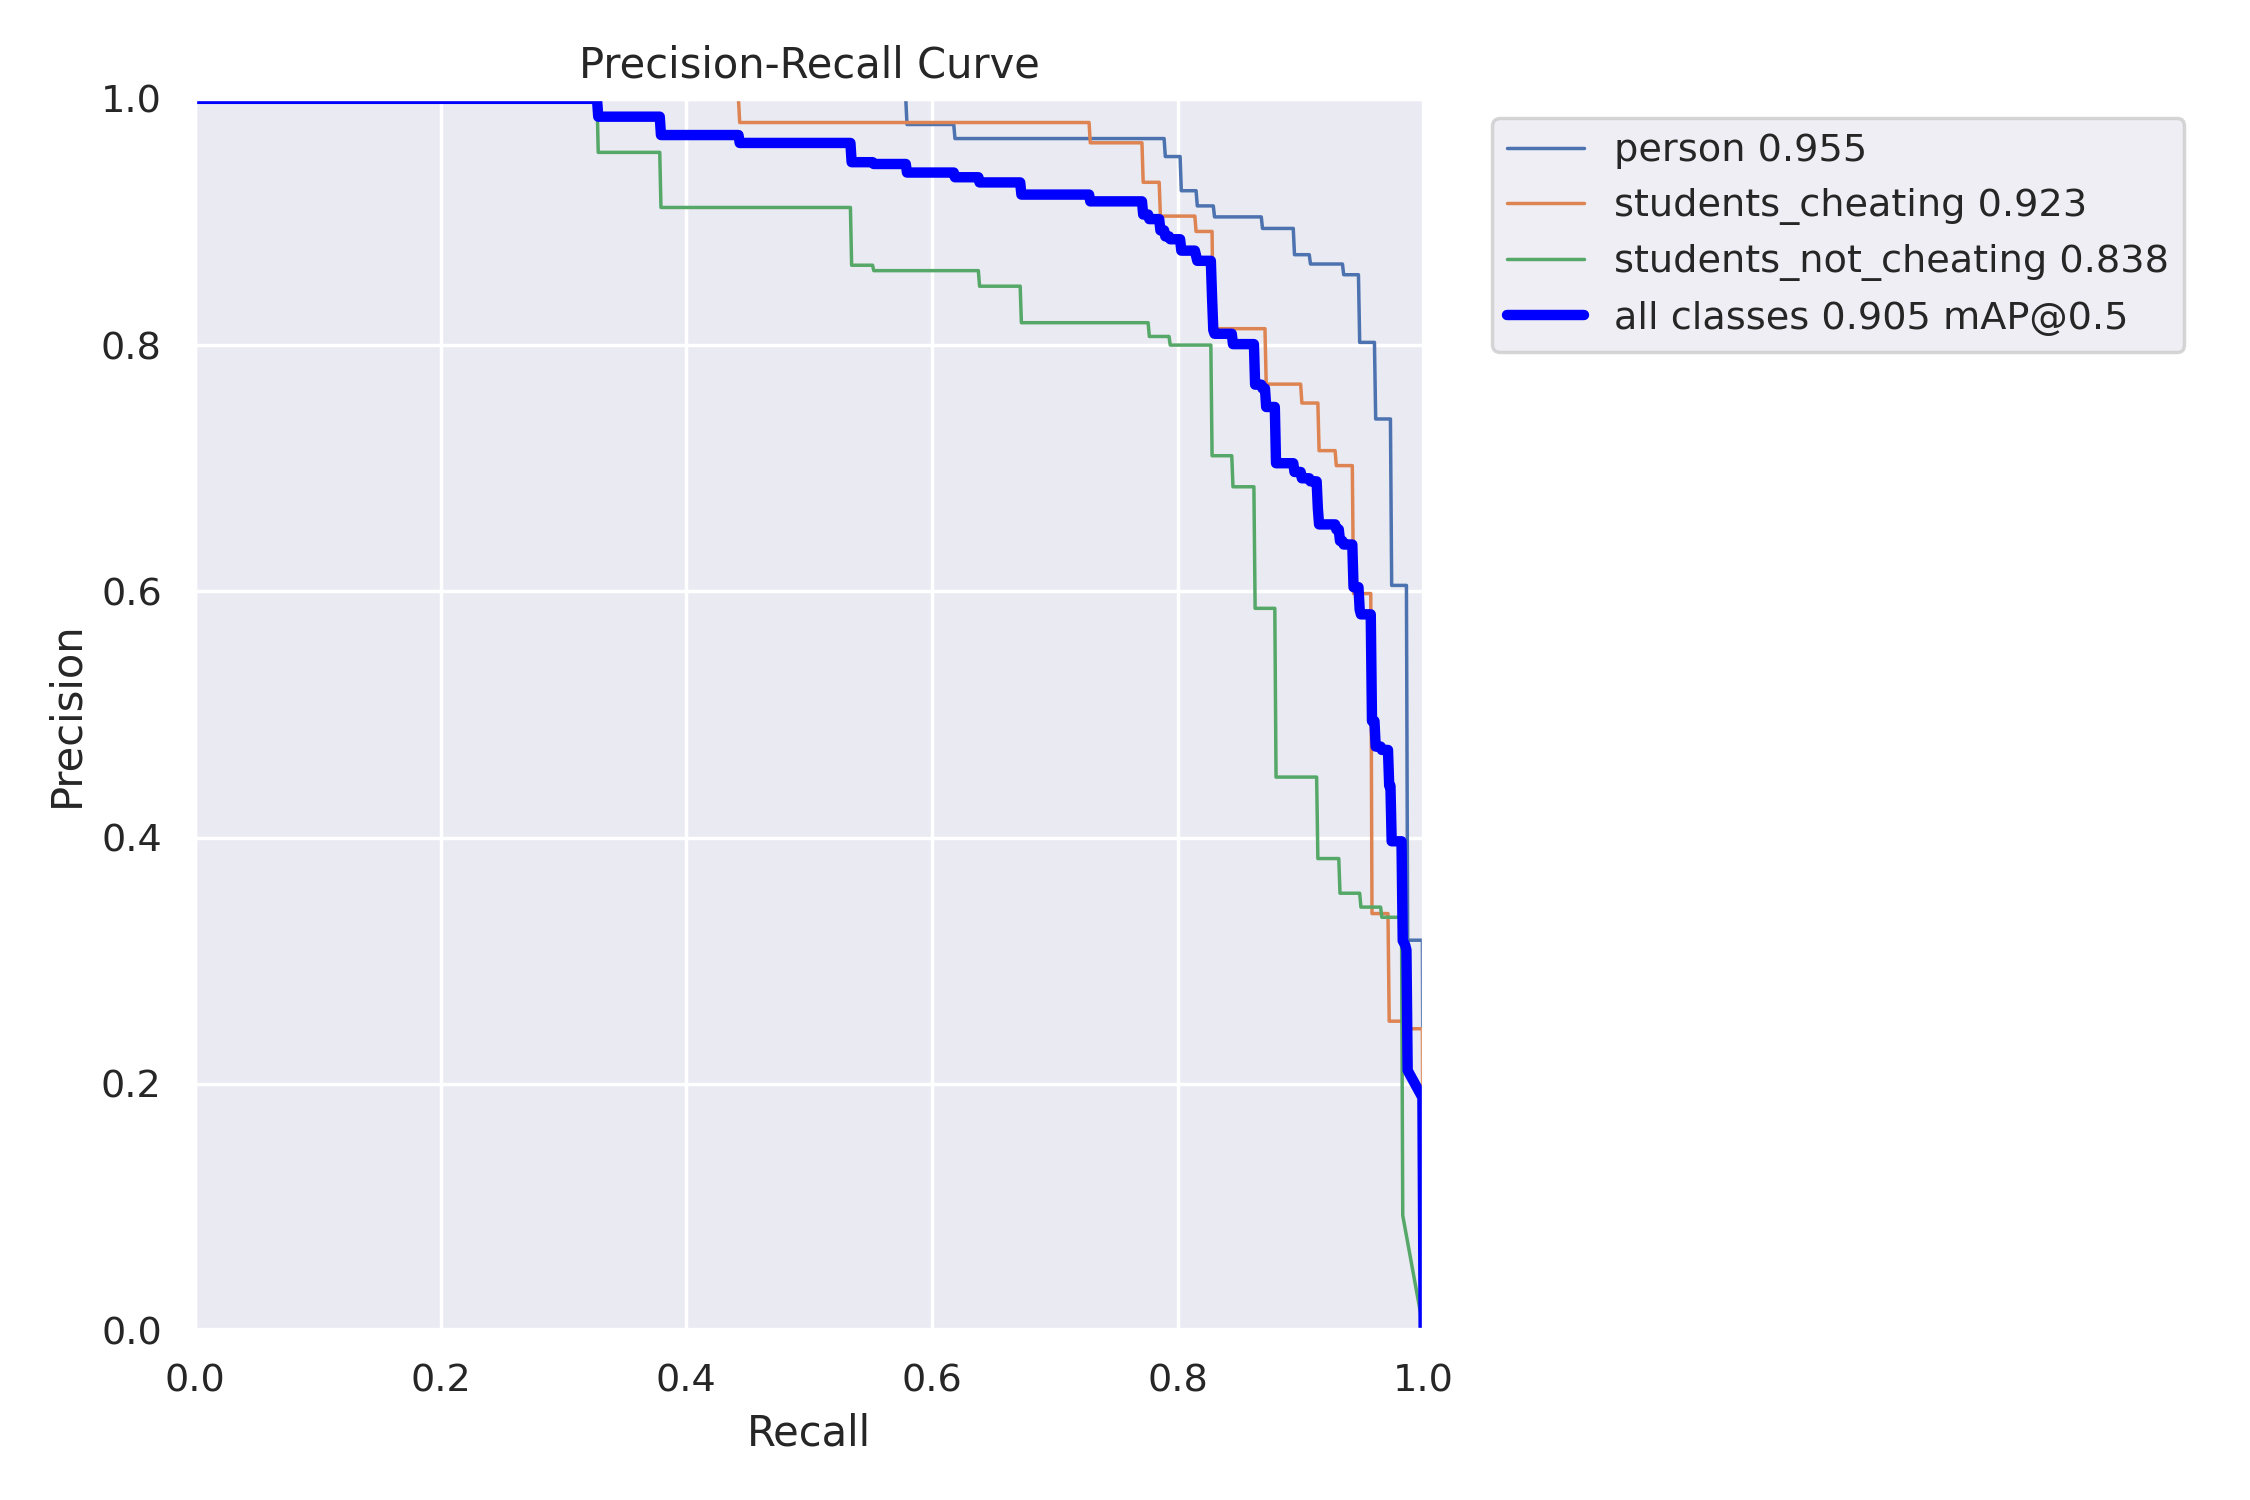 Precision-Recall Curve
1.0
0.8
0.6
0.4
0.2
0.0
Precision
0.0 0.2 0.4 0.6 0.8 1.0
Recall
person 0.955
students_cheating 0.923
students_not_cheating 0.838
all classes 0.905 mAP@0.5